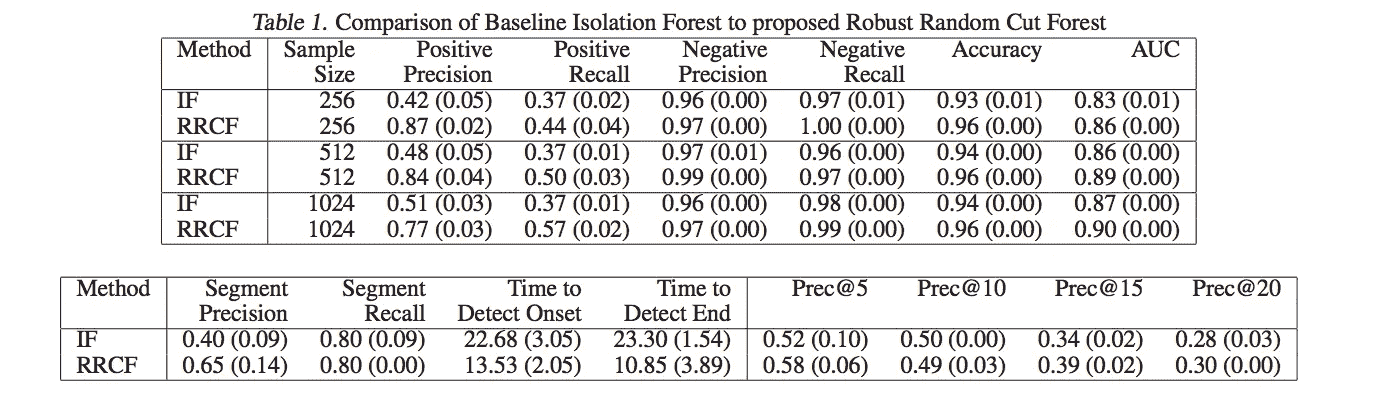 Table 1. Comparison of Baseline Isolation Forest to proposed Robust Random Cut Forest
Method Sample Positive Positive Negative Negative Accuracy AUC
Size Precision Recall Precision Recall
IF 256 0.42 (0.05) 0.37 (0.02) 0.96 (0.00) 0.97 (0.01) 0.93 (0.01) 0.83 (0.01)
RRCF 256 0.87 (0.02) 0.44 (0.04) 0.97 (0.00) 1.00 (0.00) 0.96 (0.00) 0.86 (0.00)
IF 512 0.48 (0.05) 0.37 (0.01) 0.97 (0.01) 0.96 (0.00) 0.94 (0.00) 0.86 (0.00)
RRCF 512 0.84 (0.04) 0.50 (0.03) 0.99 (0.00) 0.97 (0.00) 0.96 (0.00) 0.89 (0.00)
IF 1024 0.51 (0.03) 0.37 (0.01) 0.96 (0.00) 0.98 (0.00) 0.94 (0.00) 0.87 (0.00)
RRCF 1024 0.77 (0.03) 0.57 (0.02) 0.97 (0.00) 0.99 (0.00) 0.96 (0.00) 0.90 (0.00)
Method Segment Segment Time to Time to Prec@5 Prec@10 Prec@15 Prec@20
Precision Recall Detect Onset Detect End
IF 0.40 (0.09) 0.80 (0.09) 22.68 (3.05) 23.30 (1.54) 0.52 (0.10) 0.50 (0.00) 0.34 (0.02) 0.28 (0.03)
RRCF 0.65 (0.14) 0.80 (0.00) 13.53 (2.05) 10.85 (3.89) 0.58 (0.06) 0.49 (0.03) 0.39 (0.02) 0.30 (0.00)